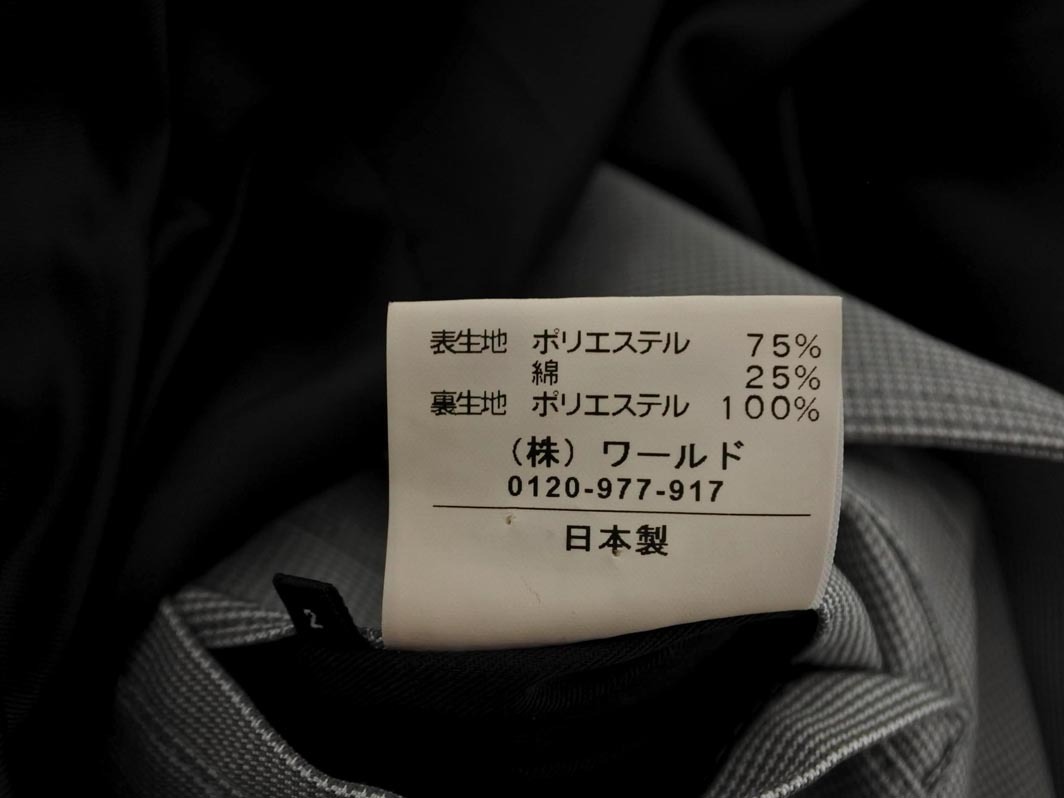 表生地 ポリエステル 75%
綿 25%
裏生地 ポリエステル 100%
(株) ワールド
0120-977-917
日本製
2